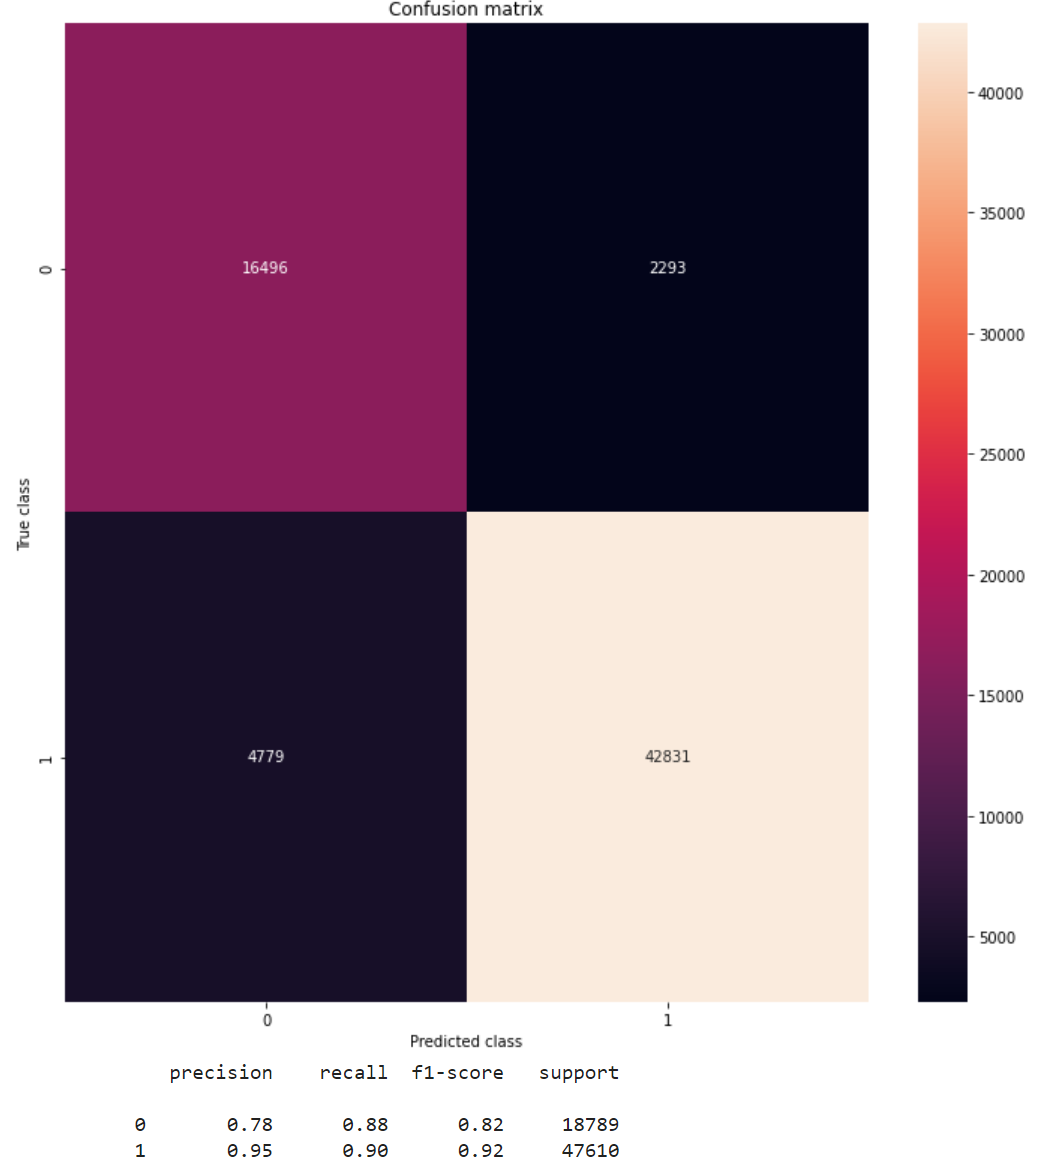 Confusion matrix
40000
35000
30000
25000
20000
15000
10000
5000
True class
0
16496 2293
1
4779 42831
0 1
Predicted class
precision recall f1-score support
0 0.78 0.88 0.82 18789
1 0.95 0.90 0.92 47610